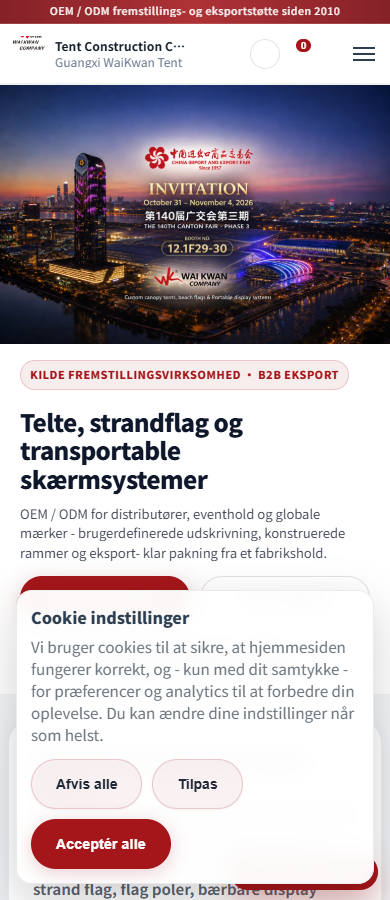 OEM / ODM fremstillings- og eksportstøtte siden 2010
WAI KWAN
COMPANY
Tent Construction C···
Guangxi WaiKwan Tent
0
中国进出口商品交易会
Since 1957
INVITATION
October 31 – November 4, 2026
第140届广交会第三期
THE 140TH CANTON FAIR · PHASE 3
BOOTH NO
12.1F29-30
WAI KWAN
COMPANY
Custom canopy tents, beach flags & Portable display systems
KILDE FREMSTILLINGSVIRKSOMHED • B2B EKSPORT
Telte, strandflag og
transportable
skærmsystemer
OEM / ODM for distributører, eventhold og globale
mærker - brugerdefinerede udskrivning, konstruerede
rammer og eksport- klar pakning fra et fabrikshold.
Cookie indstillinger
Vi bruger cookies til at sikre, at hjemmesiden
fungerer korrekt, og - kun med dit samtykke -
for præferencer og analytics til at forbedre din
oplevelse. Du kan ændre dine indstillinger når
som helst.
Afvis alle
Tilpas
Acceptér alle
strand flag, flag poler, bærbare display